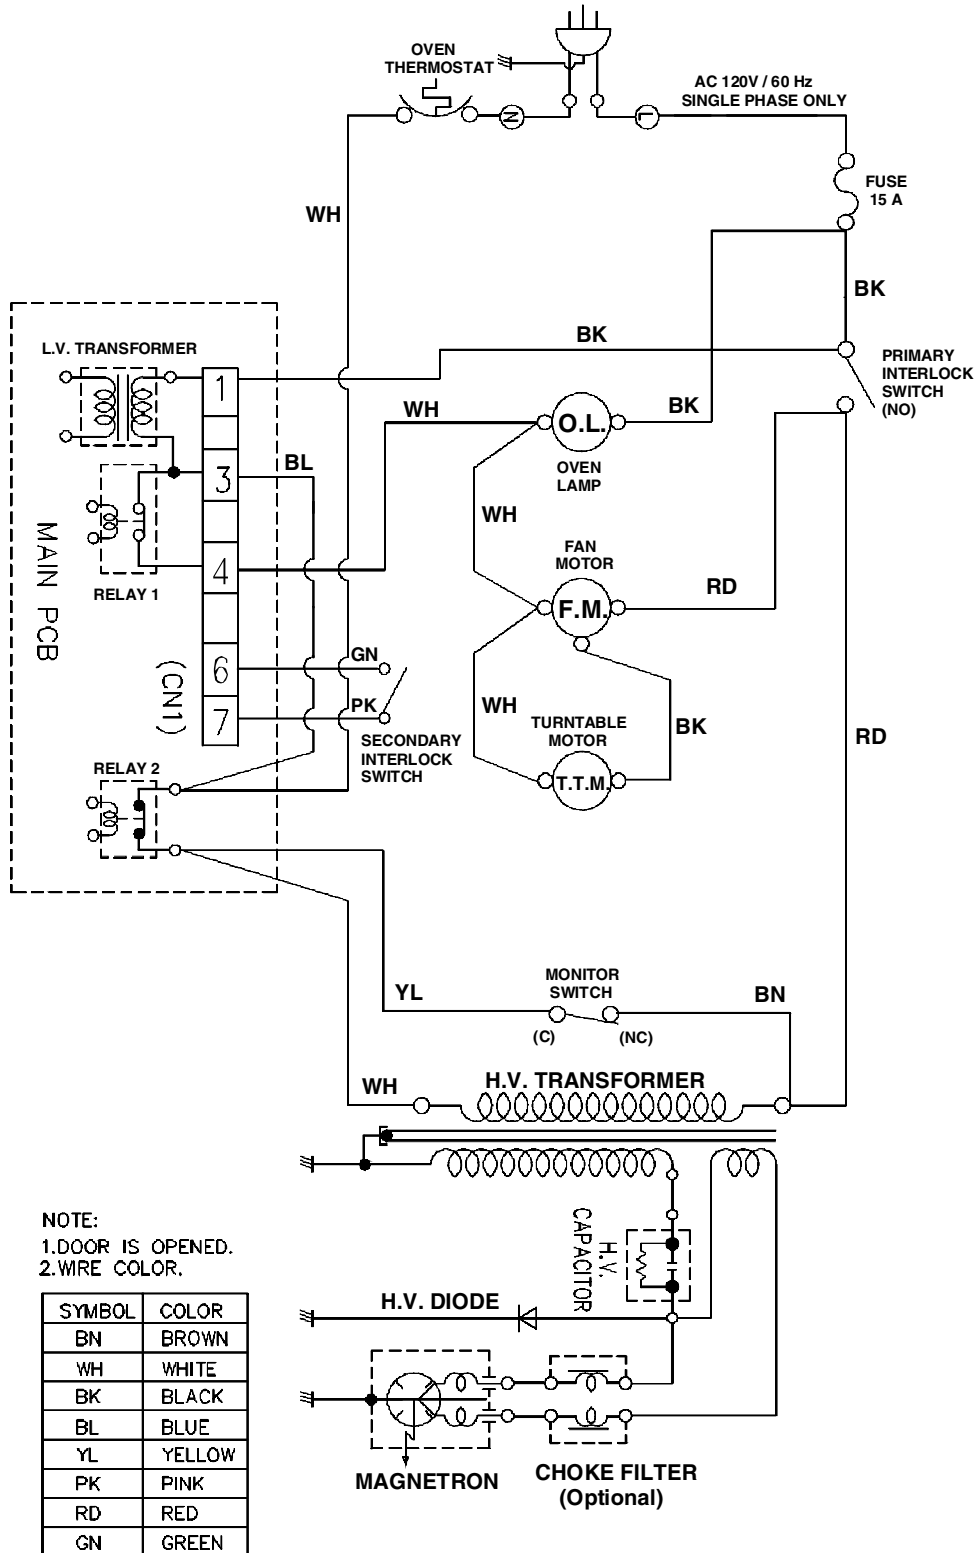 OVEN
THERMOSTAT
N
L
AC 120V / 60 Hz
SINGLE PHASE ONLY
FUSE
15 A
WH
BK
BK
L.V. TRANSFORMER
PRIMARY
INTERLOCK
SWITCH
(NO)
1
WH
O.L.
BK
OVEN
LAMP
3
BL
WH
MAIN PCB
RELAY 1
4
FAN
MOTOR
F.M.
RD
(CN1)
6
GN
7
PK
SECONDARY
INTERLOCK
SWITCH
WH
TURNTABLE
MOTOR
BK
T.T.M.
RD
RELAY 2
YL
MONITOR
SWITCH
BN
(C)
(NC)
WH
H.V. TRANSFORMER
H.V.
CAPACITOR
H.V. DIODE
MAGNETRON
CHOKE FILTER
(Optional)
NOTE:
1.DOOR IS OPENED.
2.WIRE COLOR.
SYMBOL COLOR
BN BROWN
WH WHITE
BK BLACK
BL BLUE
YL YELLOW
PK PINK
RD RED
GN GREEN